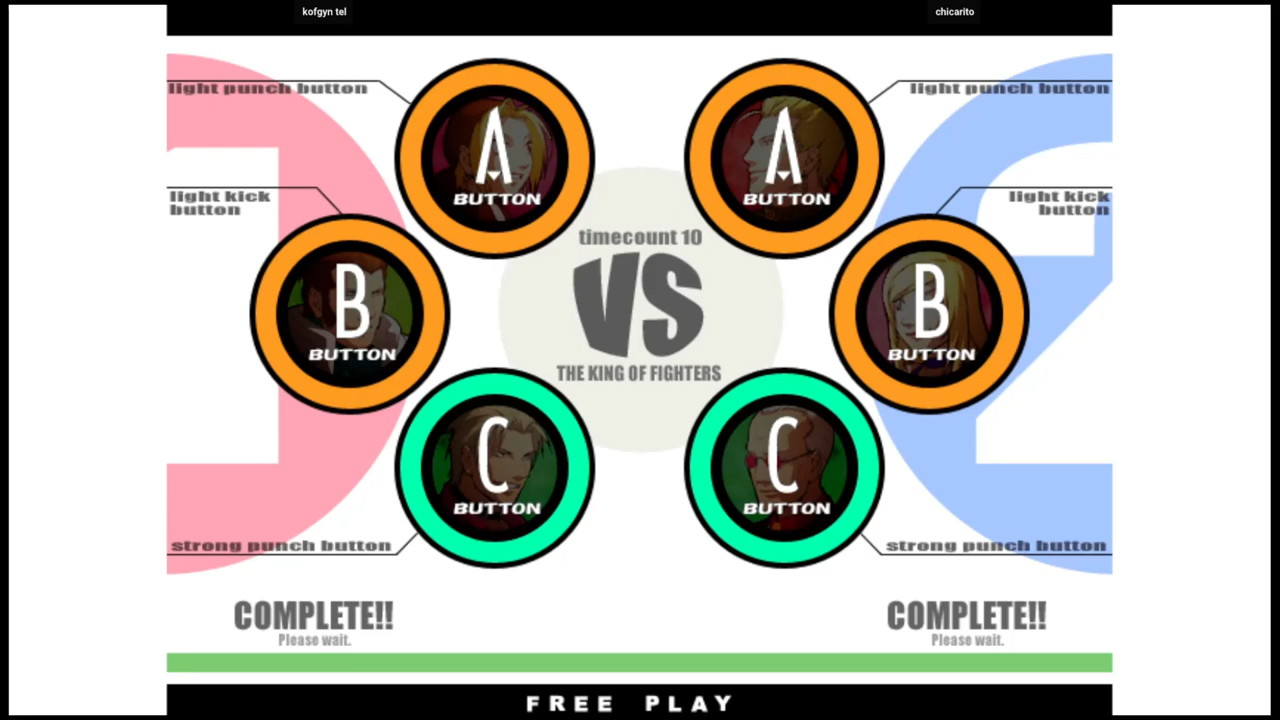 kofgyn tel
chicarito
light punch button
light punch button
A
BUTTON
A
BUTTON
light kick
button
light kick
button
timecount 10
VS
THE KING OF FIGHTERS
B
BUTTON
B
BUTTON
C
BUTTON
C
BUTTON
strong punch button
strong punch button
1
2
COMPLETE!!
Please wait.
COMPLETE!!
Please wait.
FREE PLAY